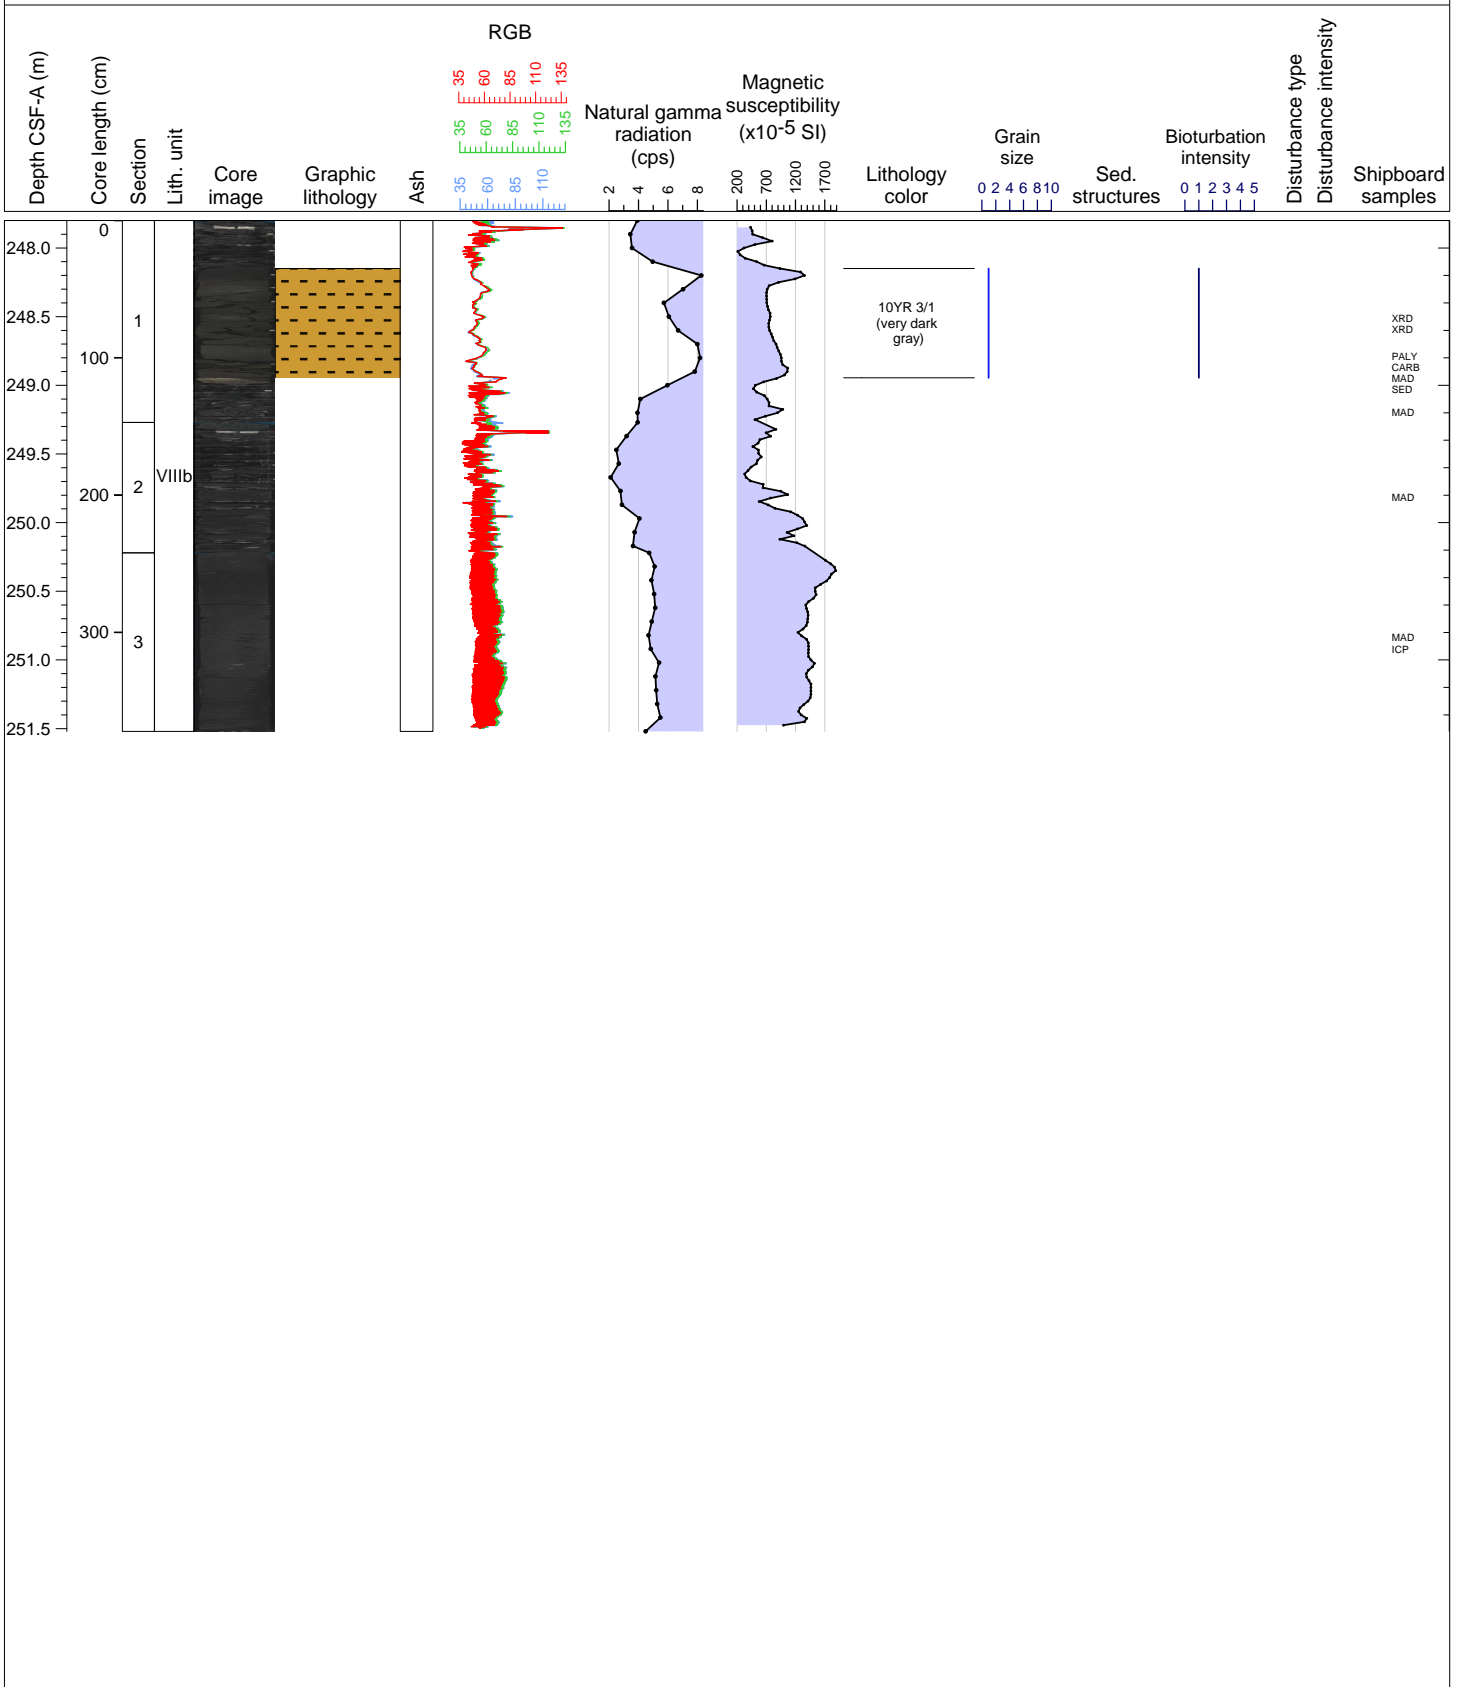 Depth CSF-A (m)
Core length (cm)
Section
Lith. unit
Core
image
Graphic
lithology
Ash
RGB
35 60 85 110 135
35 60 85 110 135
35 60 85 110
Natural gamma
radiation
(cps)
2 4 6 8
Magnetic
susceptibility
(x10-5 SI)
200 700 1200 1700
Lithology
color
Grain
size
0 2 4 6 8 10
Sed.
structures
Bioturbation
intensity
0 1 2 3 4 5
Disturbance type
Disturbance intensity
Shipboard
samples
248.0
248.5
249.0
249.5
250.0
250.5
251.0
251.5
0
100
200
300
1
2
3
VIIIb
10YR 3/1
(very dark
gray)
XRD
XRD
PALY
CARB
MAD
SED
MAD
MAD
MAD
ICP